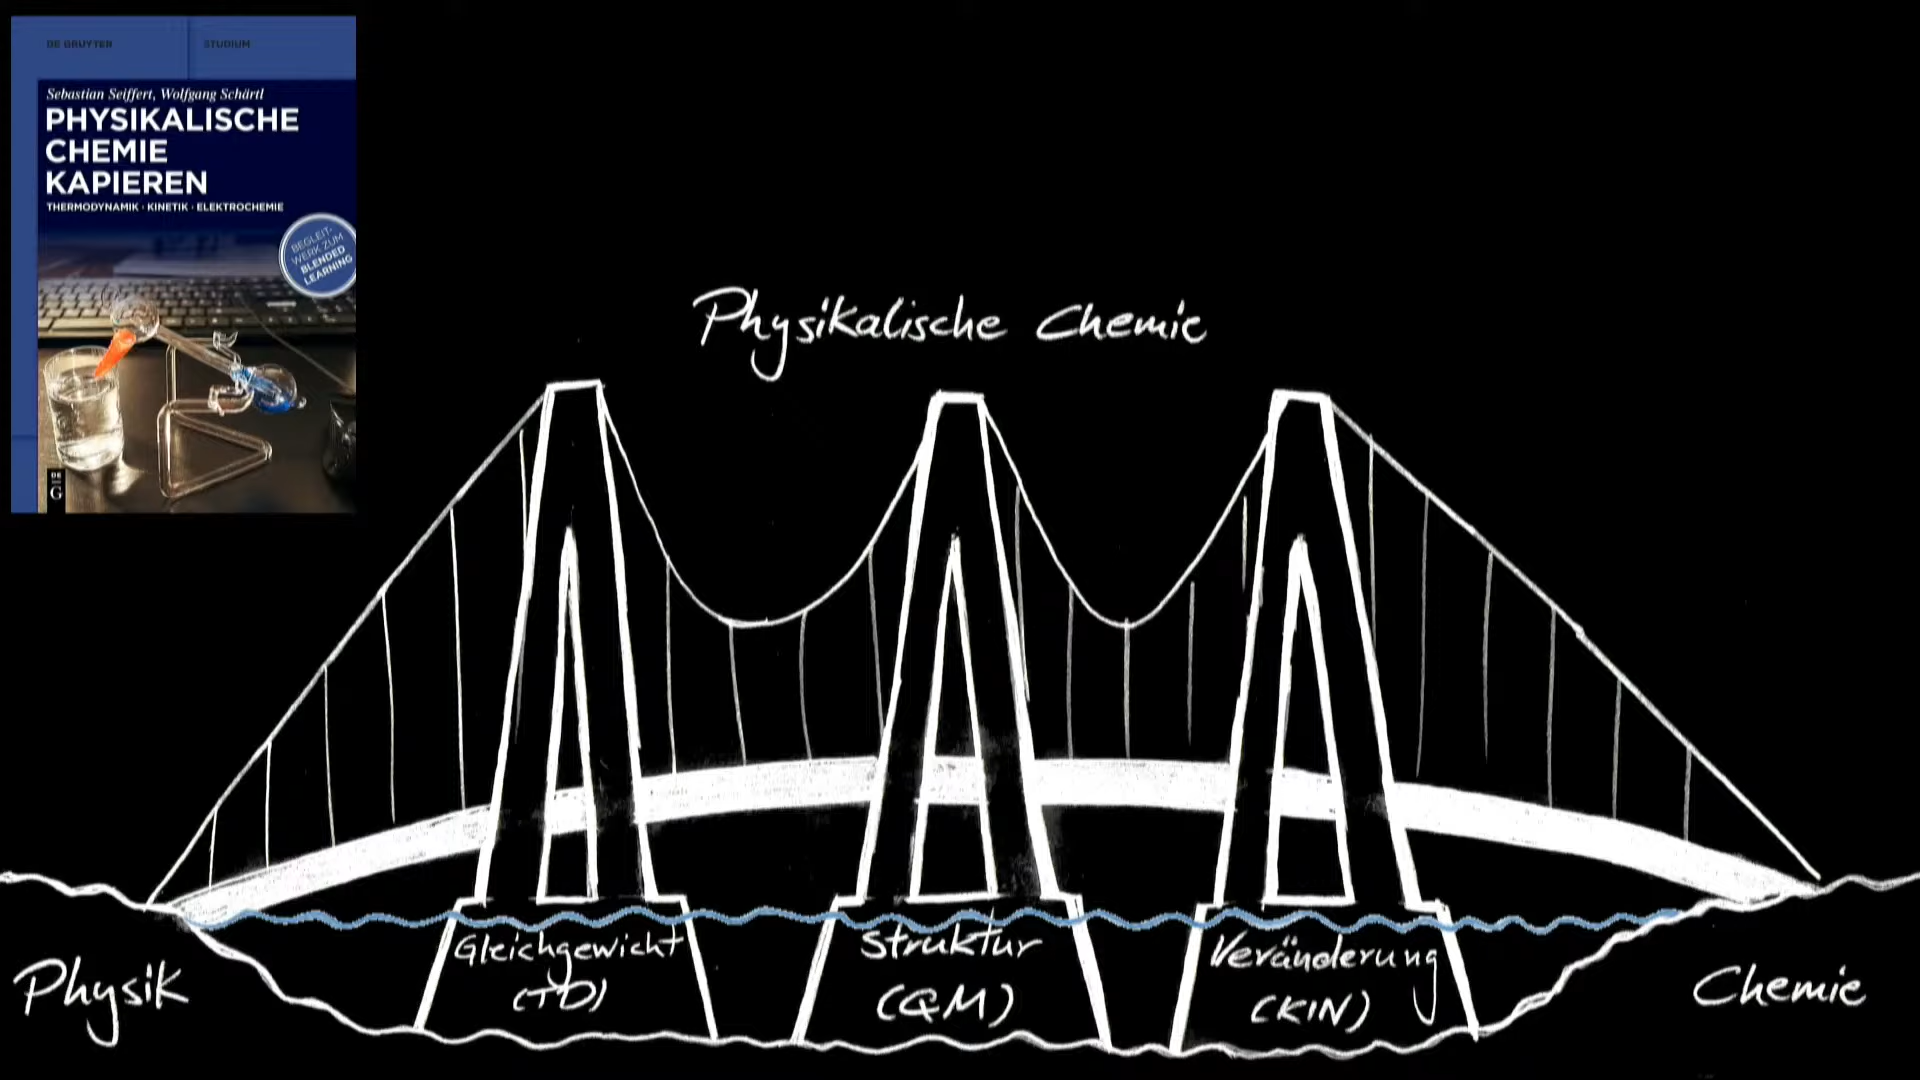 DE GRUYTER STUDIUM
Sebastian Seiffert, Wolfgang Schärtl
PHYSIKALISCHE
CHEMIE
KAPIEREN
THERMODYNAMIK · KINETIK · ELEKTROCHEMIE
BEGLEIT-
WERK ZUM
BLENDED
LEARNING
DE
G
Physikalische Chemie
Gleichgewicht
(TD)
Struktur
(QM)
Veränderung
(KIN)
Physik
Chemie